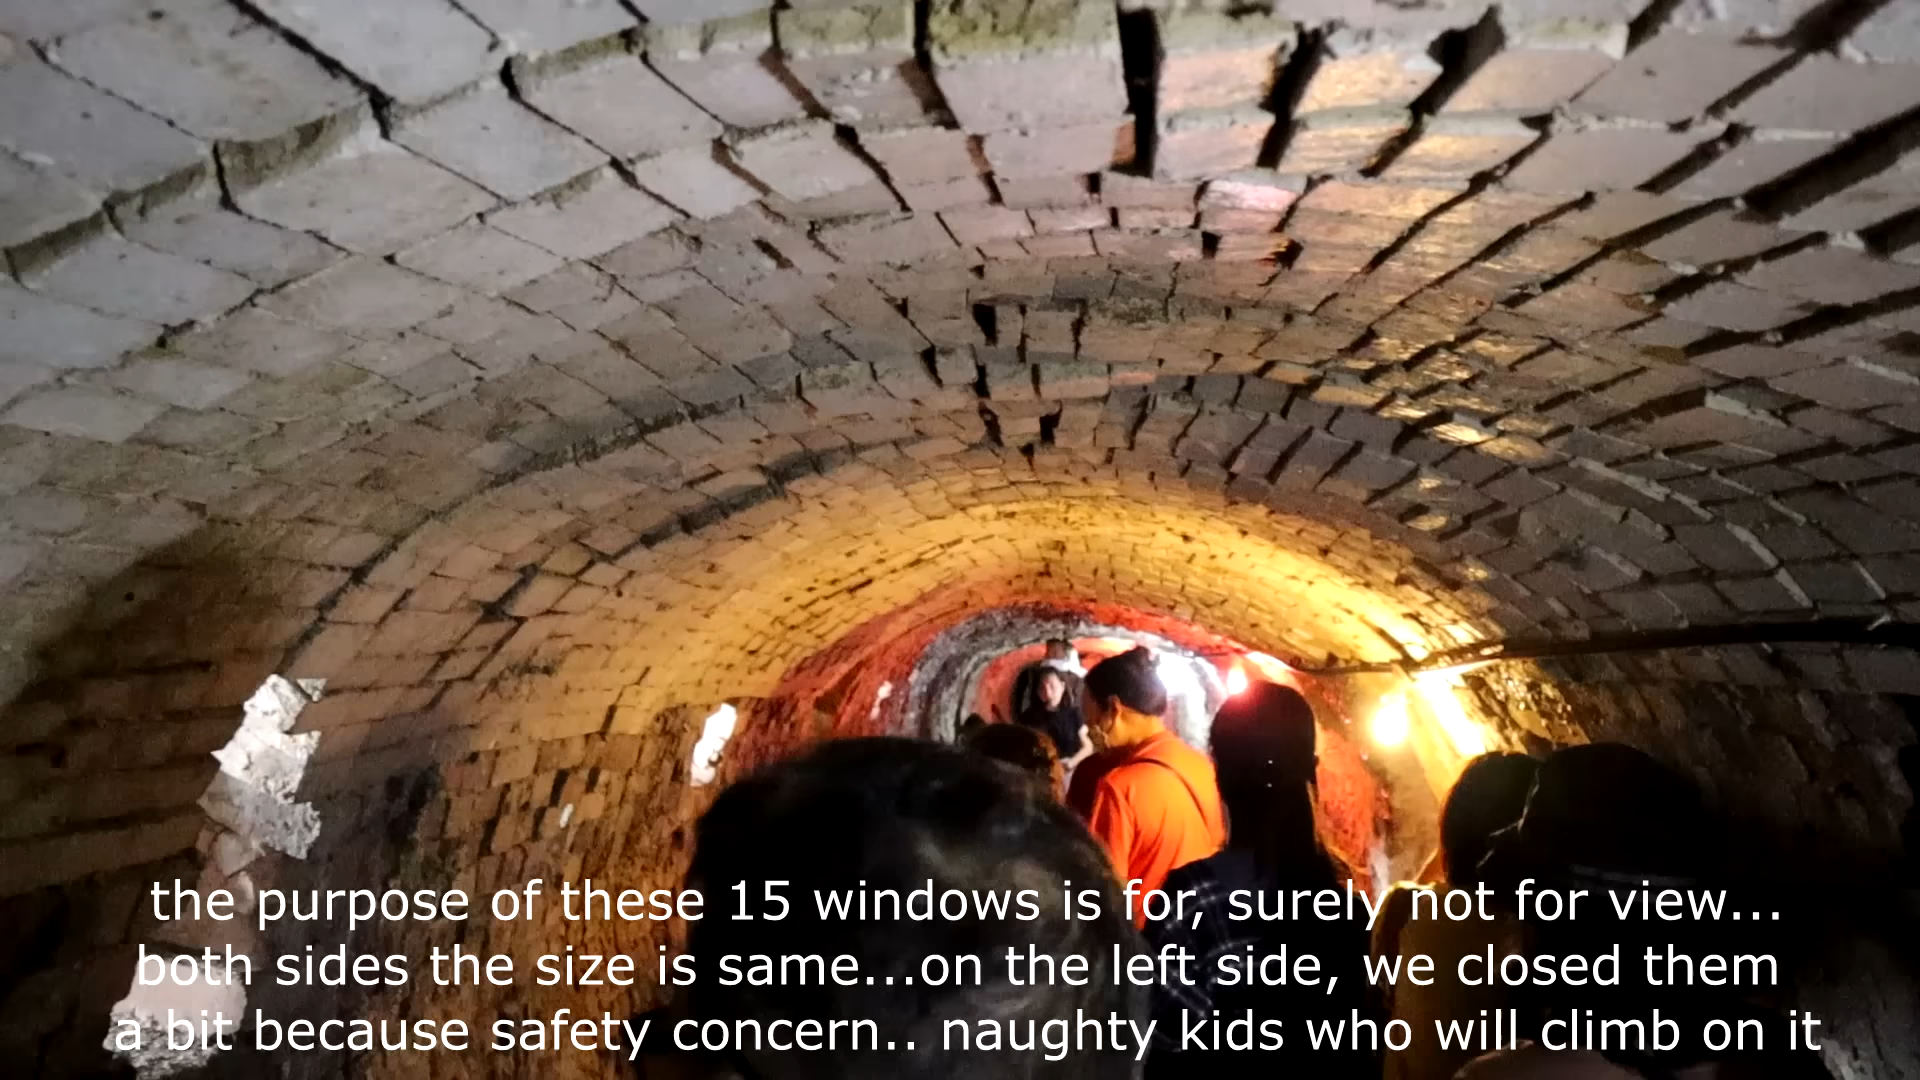 the purpose of these 15 windows is for, surely not for view...
both sides the size is same...on the left side, we closed them
a bit because safety concern.. naughty kids who will climb on it